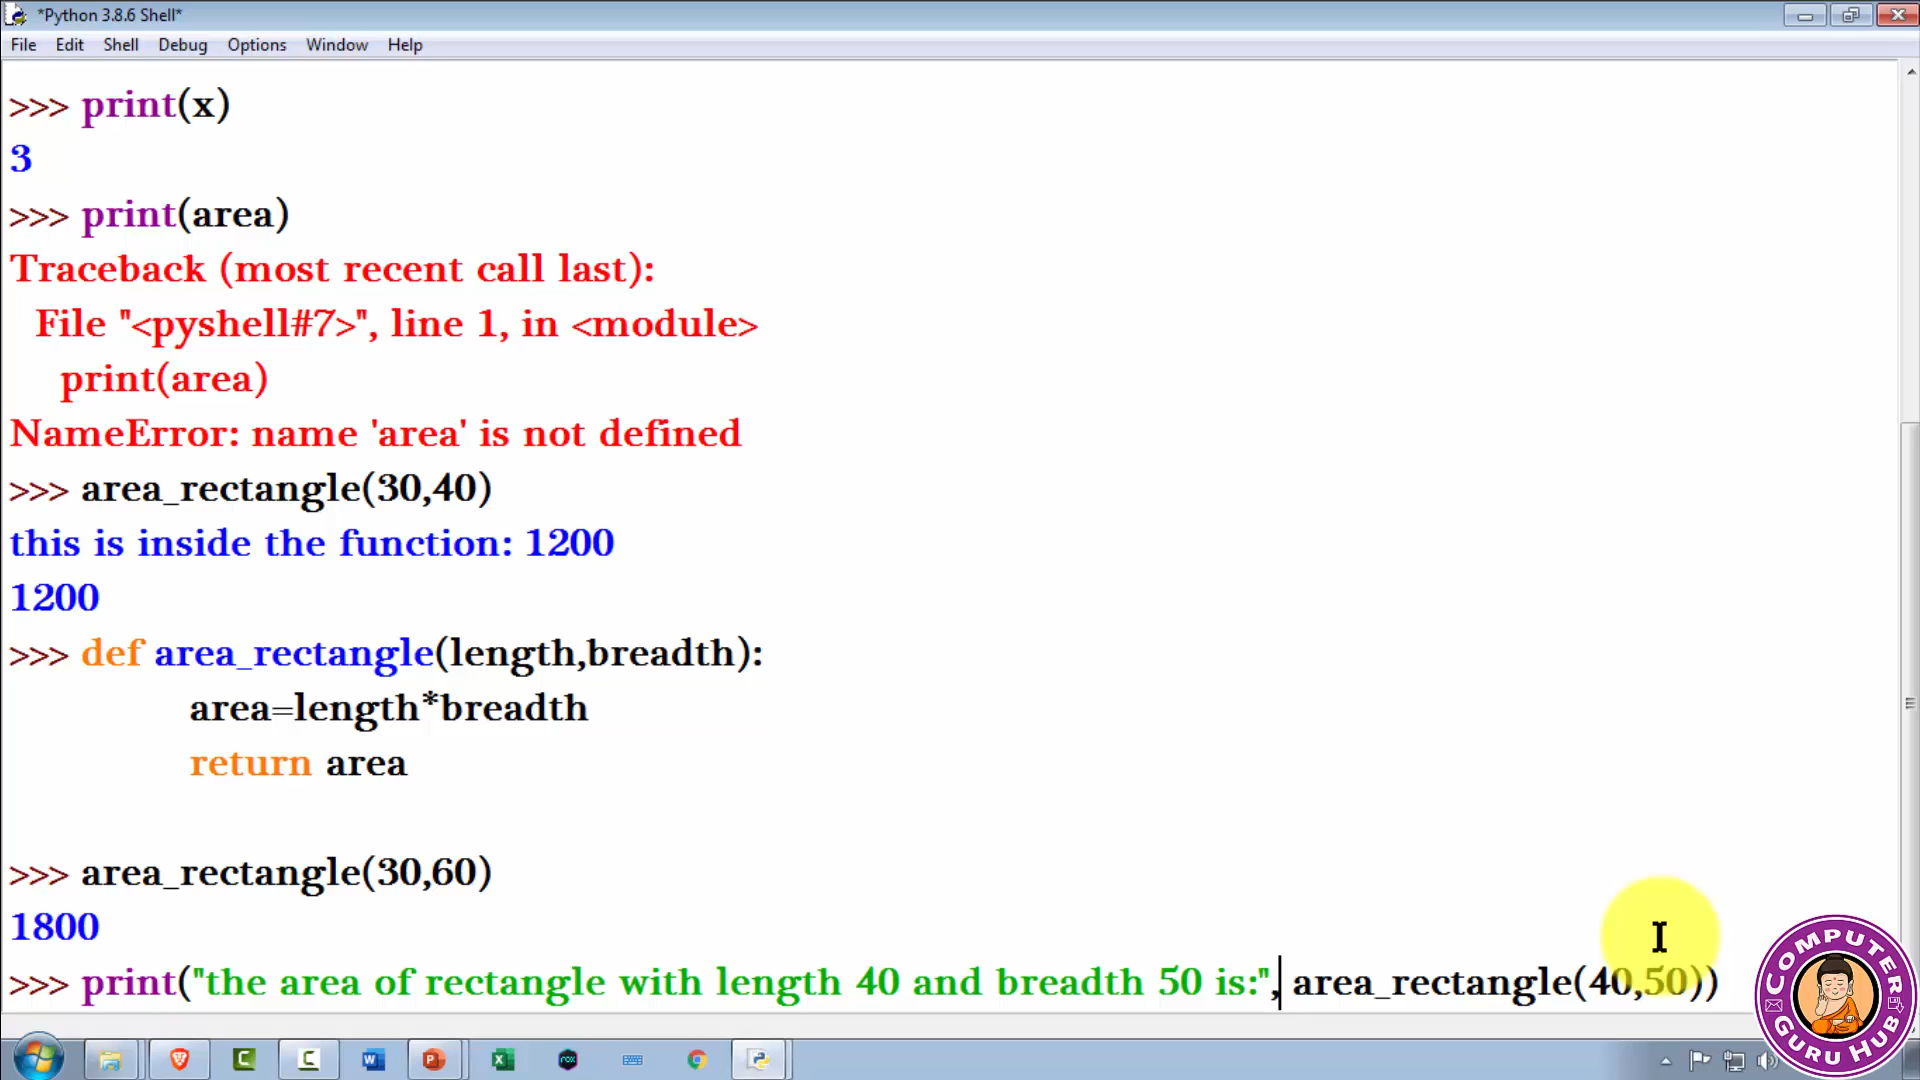 *Python 3.8.6 Shell*
File Edit Shell Debug Options Window Help
>>> print(x)
3
>>> print(area)
Traceback (most recent call last):
  File "<pyshell#7>", line 1, in <module>
    print(area)
NameError: name 'area' is not defined
>>> area_rectangle(30,40)
this is inside the function: 1200
1200
>>> def area_rectangle(length,breadth):
        area=length*breadth
        return area
>>> area_rectangle(30,60)
1800
>>> print("the area of rectangle with length 40 and breadth 50 is:", area_rectangle(40,50))
COMPUTER
GURU HUB